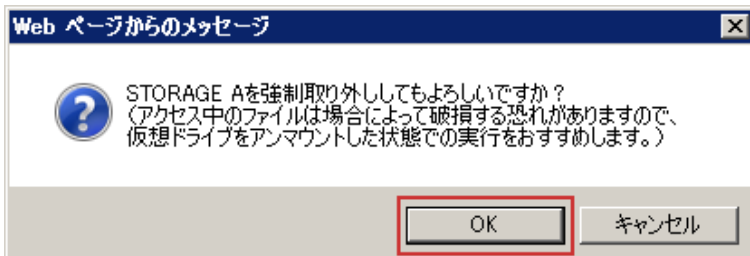 Web ページからのメッセージ
STORAGE Aを強制取り外ししてもよろしいですか？
（アクセス中のファイルは場合によって破損する恐れがありますので、
仮想ドライブをアンマウントした状態での実行をおすすめします。）
OK キャンセル